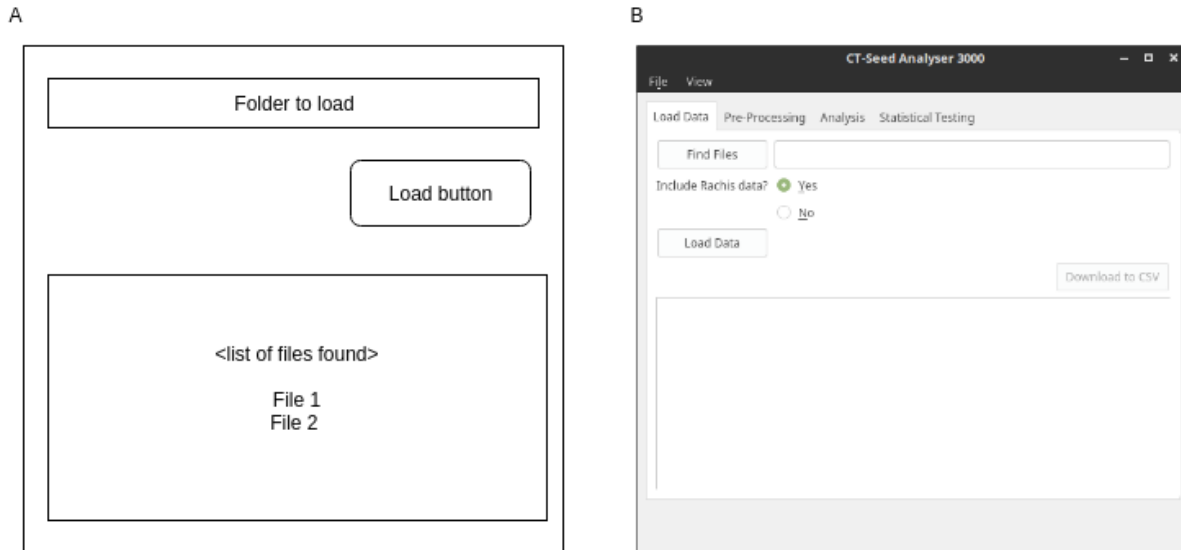 A
Folder to load
Load button
<list of files found>
File 1
File 2
B
CT-Seed Analyser 3000
File View
Load Data Pre-Processing Analysis Statistical Testing
Find Files
Include Rachis data? Yes
No
Load Data
Download to CSV